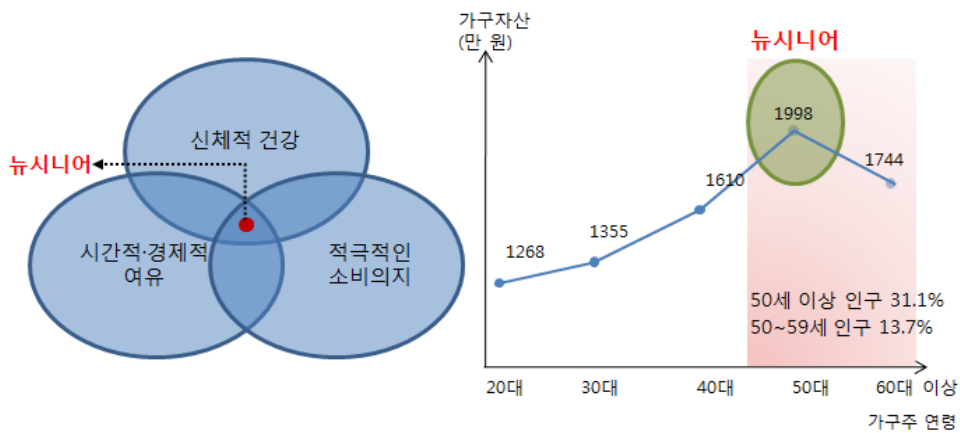 신체적 건강
뉴시니어
시간적·경제적
여유
적극적인
소비의지
가구자산
(만 원)
뉴시니어
1998
1744
1610
1355
1268
50세 이상 인구 31.1%
50~59세 인구 13.7%
20대
30대
40대
50대
60대 이상
가구주 연령